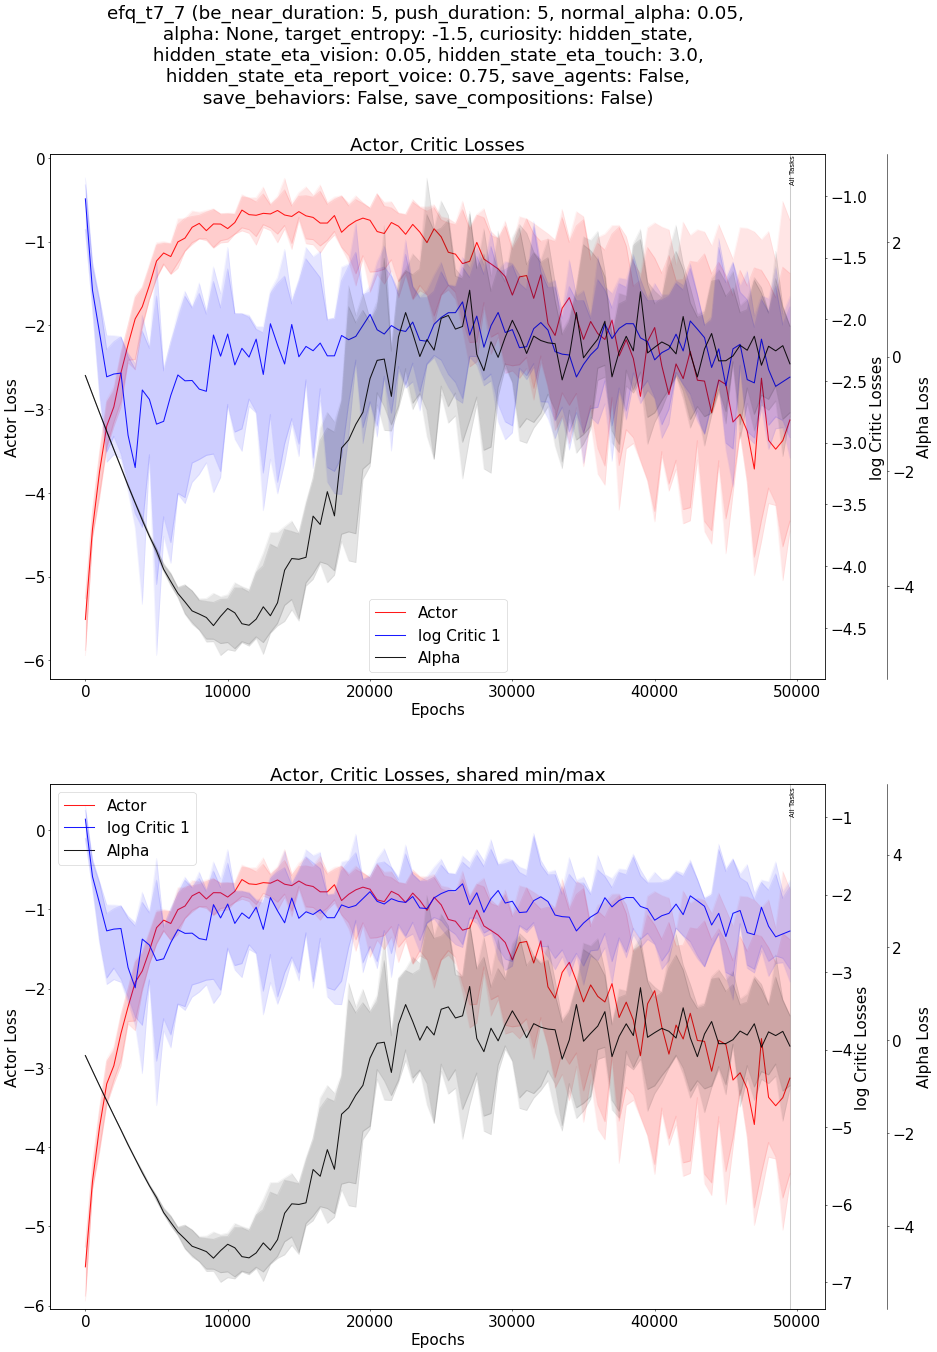 efq_t7_7 (be_near_duration: 5, push_duration: 5, normal_alpha: 0.05,
alpha: None, target_entropy: -1.5, curiosity: hidden_state,
hidden_state_eta_vision: 0.05, hidden_state_eta_touch: 3.0,
hidden_state_eta_report_voice: 0.75, save_agents: False,
save_behaviors: False, save_compositions: False)
Actor, Critic Losses
All Tasks
0
−1
−2
−3
−4
−5
−6
Actor Loss
−1.0
−1.5
−2.0
−2.5
−3.0
−3.5
−4.0
−4.5
log Critic Losses
2
0
−2
−4
Alpha Loss
Actor
log Critic 1
Alpha
0
10000
20000
30000
40000
50000
Epochs
Actor, Critic Losses, shared min/max
All Tasks
Actor
log Critic 1
Alpha
0
−1
−2
−3
−4
−5
−6
Actor Loss
−1
−2
−3
−4
−5
−6
−7
log Critic Losses
4
2
0
−2
−4
Alpha Loss
0
10000
20000
30000
40000
50000
Epochs